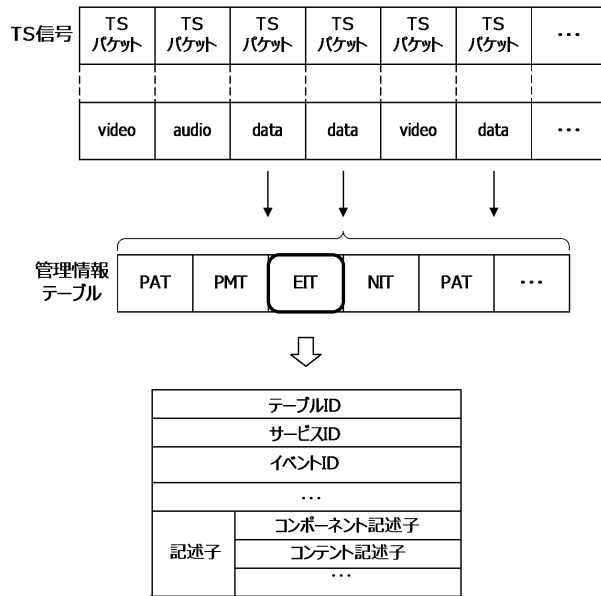 TS信号
TS
パケット
TS
パケット
TS
パケット
TS
パケット
TS
パケット
TS
パケット
…
video
audio
data
data
video
data
…
管理情報
テーブル
PAT
PMT
EIT
NIT
PAT
…
テーブルID
サービスID
イベントID
…
記述子
コンポーネント記述子
コンテント記述子
…